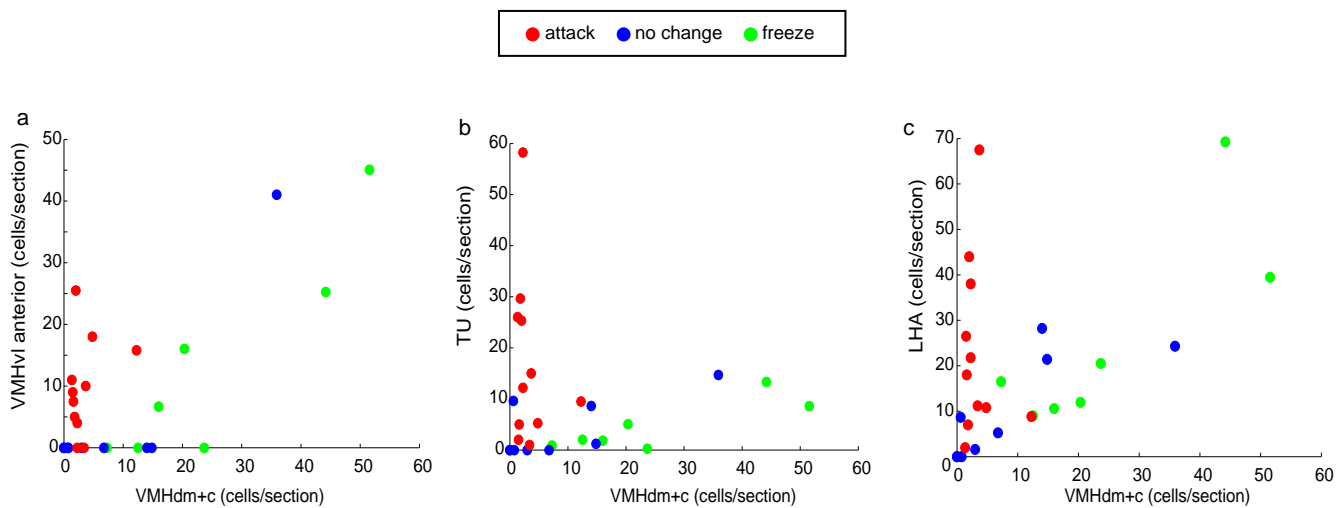 attack no change freeze
a
VMHvl anterior (cells/section)
50
40
30
20
10
0
0 10 20 30 40 50 60
VMHdm+c (cells/section)
b
TU (cells/section)
60
50
40
30
20
10
0
0 10 20 30 40 50 60
VMHdm+c (cells/section)
c
LHA (cells/section)
70
60
50
40
30
20
10
0
0 10 20 30 40 50 60
VMHdm+c (cells/section)